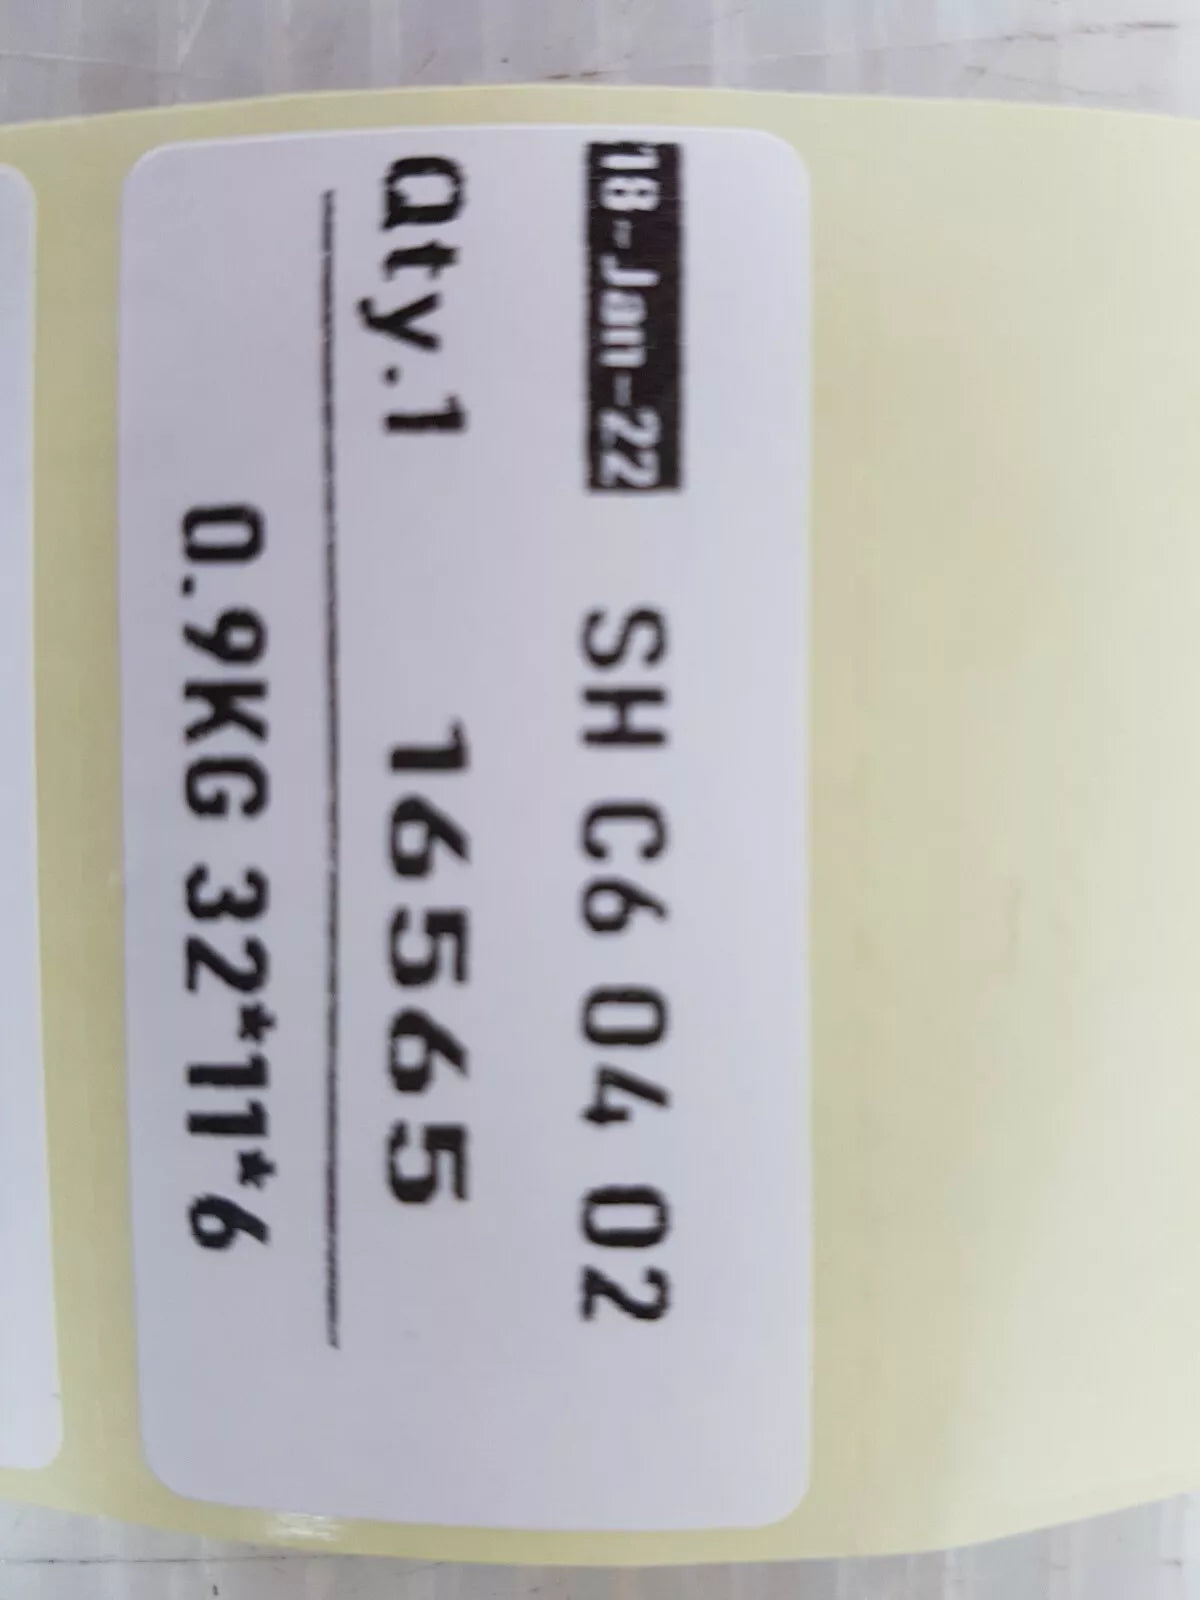 18-Jan-22 SH C6 04 02
Qty.1 16565
0.9KG 32*11*6